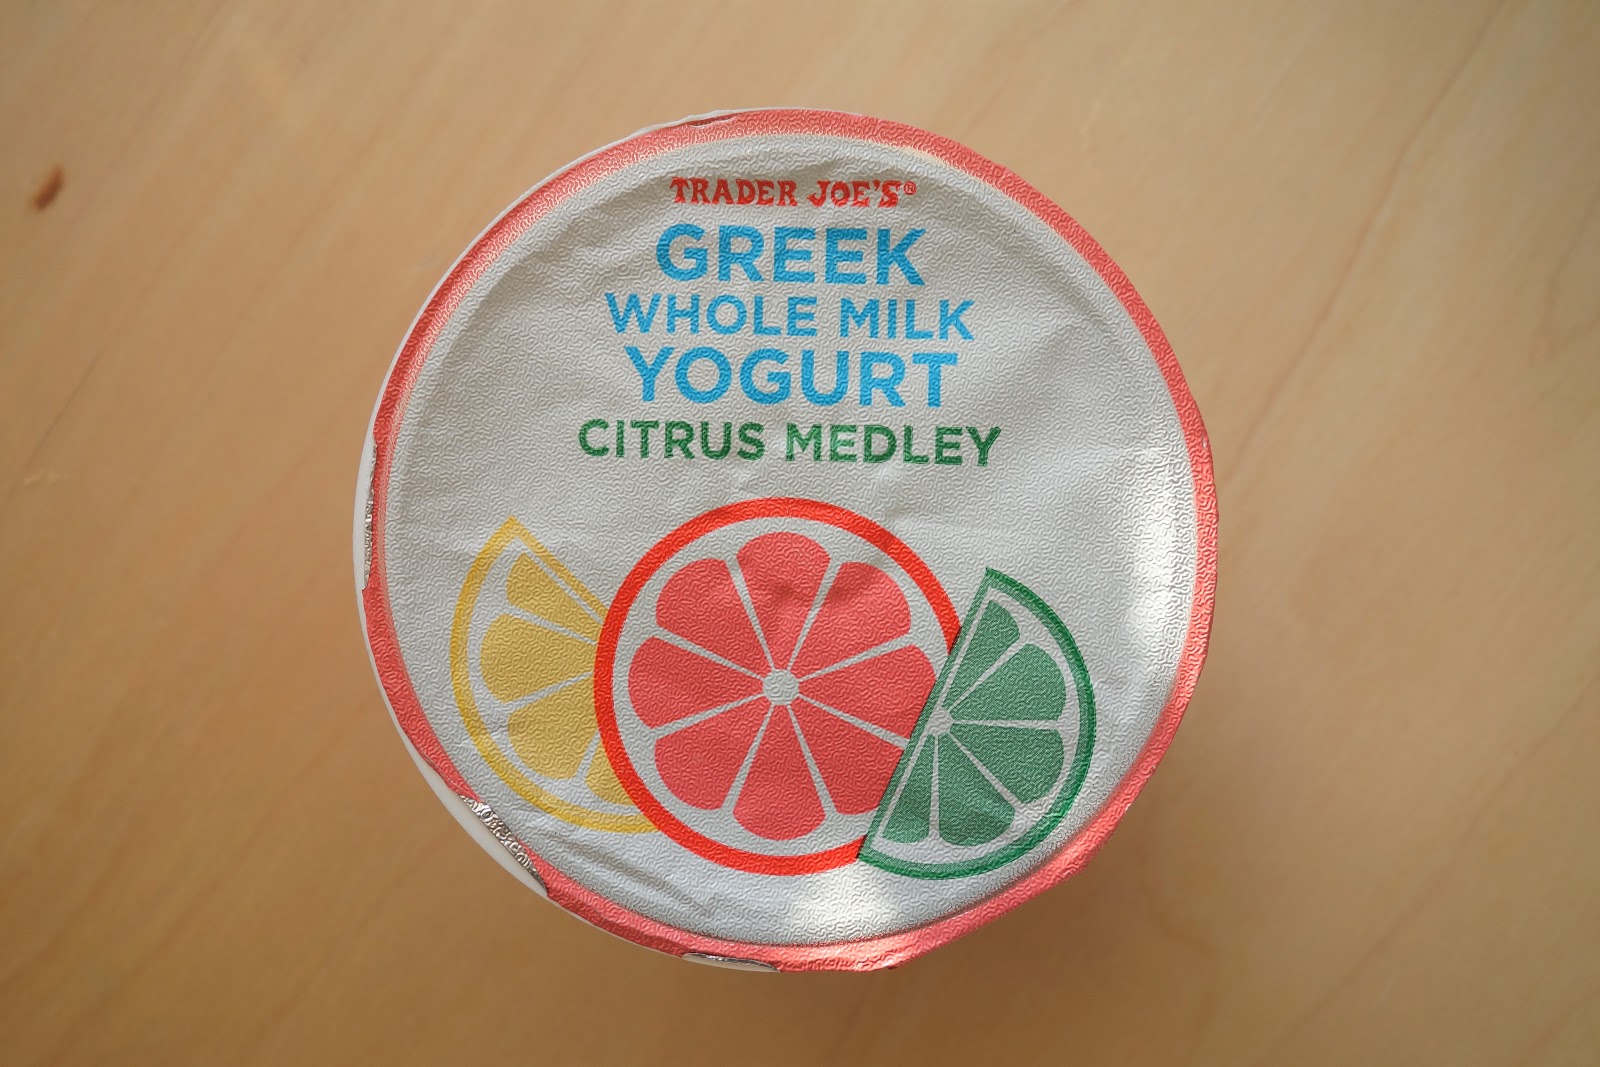 TRADER JOE'S®
GREEK
WHOLE MILK
YOGURT
CITRUS MEDLEY